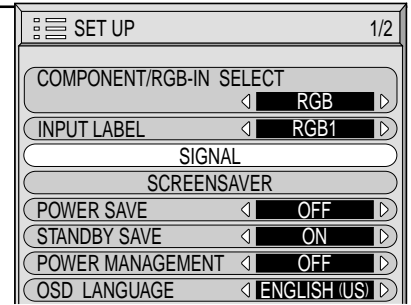 SET UP 1/2
COMPONENT/RGB-IN SELECT
RGB
INPUT LABEL RGB1
SIGNAL
SCREENSAVER
POWER SAVE OFF
STANDBY SAVE ON
POWER MANAGEMENT OFF
OSD LANGUAGE ENGLISH (US)